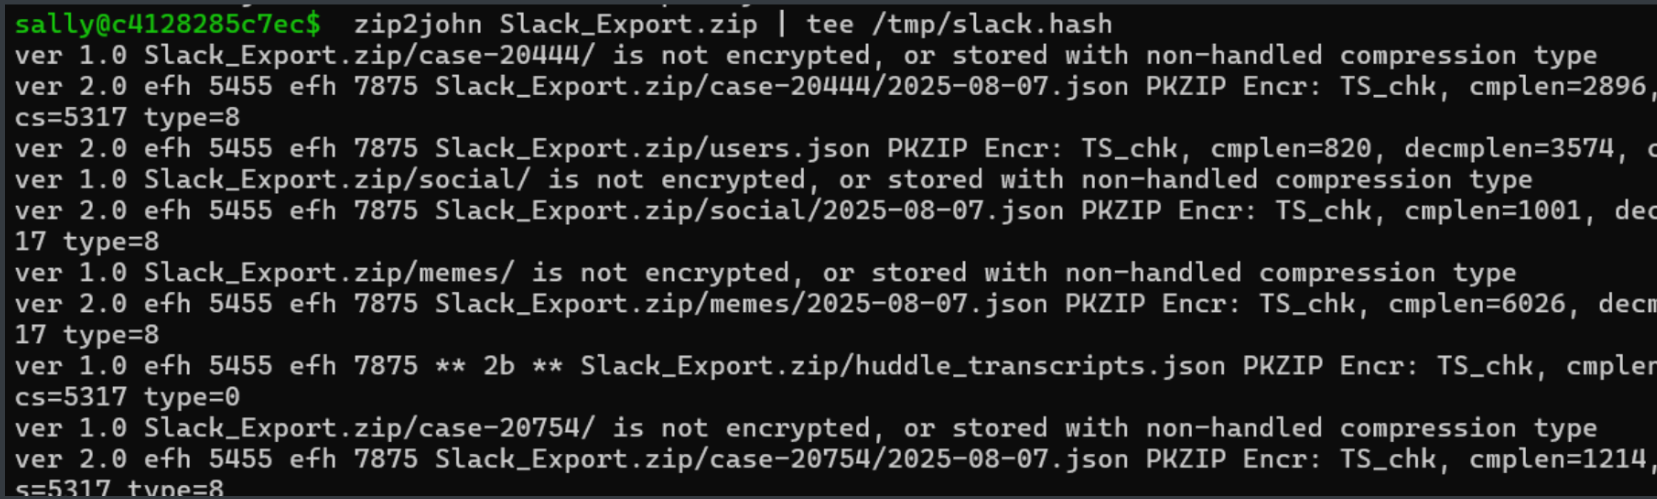 sally@c4128285c7ec$  zip2john Slack_Export.zip | tee /tmp/slack.hash
ver 1.0 Slack_Export.zip/case-20444/ is not encrypted, or stored with non-handled compression type
ver 2.0 efh 5455 efh 7875 Slack_Export.zip/case-20444/2025-08-07.json PKZIP Encr: TS_chk, cmplen=2896,
cs=5317 type=8
ver 2.0 efh 5455 efh 7875 Slack_Export.zip/users.json PKZIP Encr: TS_chk, cmplen=820, decmplen=3574, c
ver 1.0 Slack_Export.zip/social/ is not encrypted, or stored with non-handled compression type
ver 2.0 efh 5455 efh 7875 Slack_Export.zip/social/2025-08-07.json PKZIP Encr: TS_chk, cmplen=1001, dec
17 type=8
ver 1.0 Slack_Export.zip/memes/ is not encrypted, or stored with non-handled compression type
ver 2.0 efh 5455 efh 7875 Slack_Export.zip/memes/2025-08-07.json PKZIP Encr: TS_chk, cmplen=6026, decm
17 type=8
ver 1.0 efh 5455 efh 7875 ** 2b ** Slack_Export.zip/huddle_transcripts.json PKZIP Encr: TS_chk, cmplen
cs=5317 type=0
ver 1.0 Slack_Export.zip/case-20754/ is not encrypted, or stored with non-handled compression type
ver 2.0 efh 5455 efh 7875 Slack_Export.zip/case-20754/2025-08-07.json PKZIP Encr: TS_chk, cmplen=1214,
s=5317 type=8